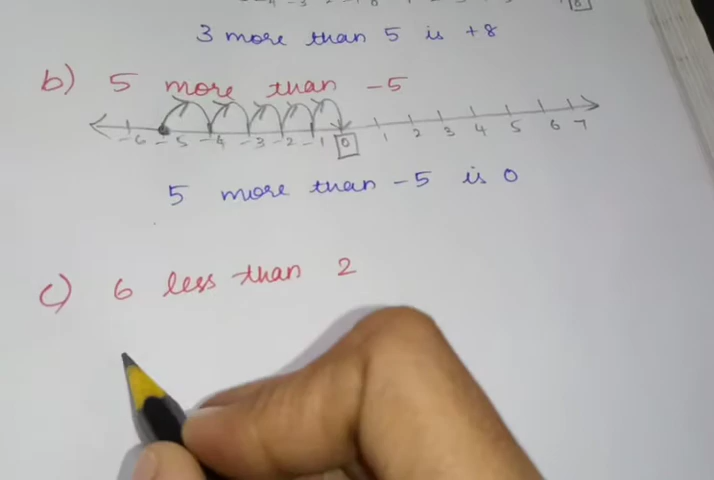 3 more than 5 is +8
b) 5 more than -5
-6 -5 -4 -3 -2 -1 0 1 2 3 4 5 6 7
5 more than -5 is 0
c) 6 less than 2